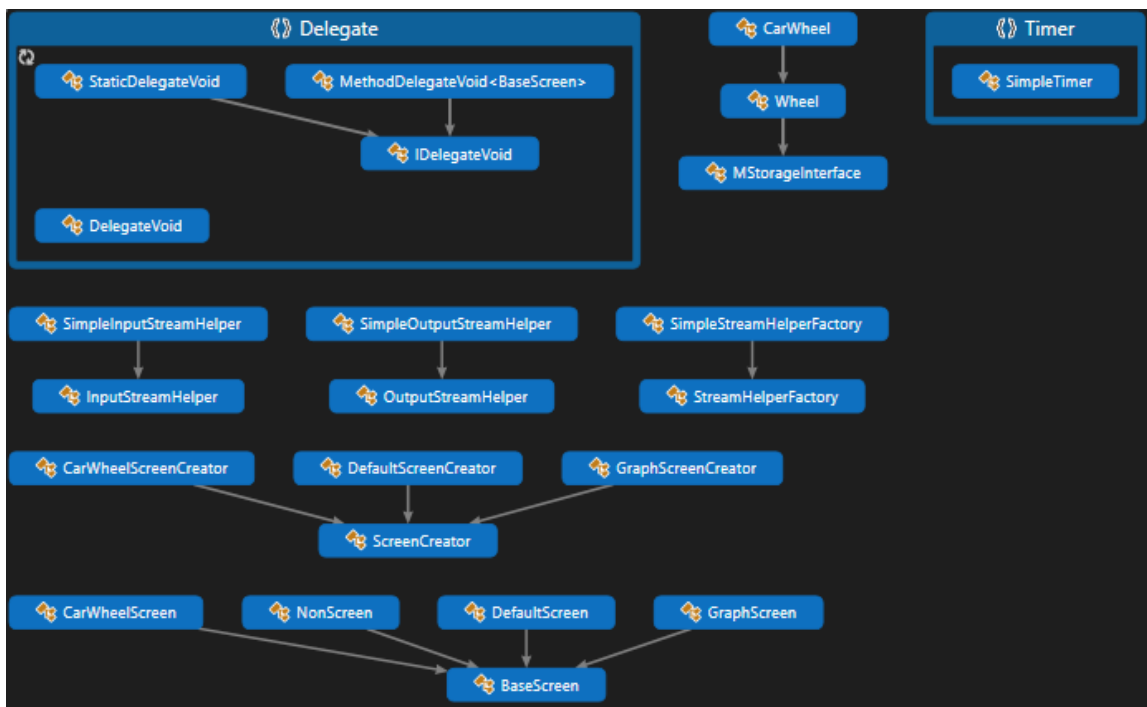 Delegate
StaticDelegateVoid
MethodDelegateVoid<BaseScreen>
IDelegateVoid
DelegateVoid
CarWheel
Wheel
MStorageInterface
Timer
SimpleTimer
SimpleInputStreamHelper
SimpleOutputStreamHelper
SimpleStreamHelperFactory
InputStreamHelper
OutputStreamHelper
StreamHelperFactory
CarWheelScreenCreator
DefaultScreenCreator
GraphScreenCreator
ScreenCreator
CarWheelScreen
NonScreen
DefaultScreen
GraphScreen
BaseScreen